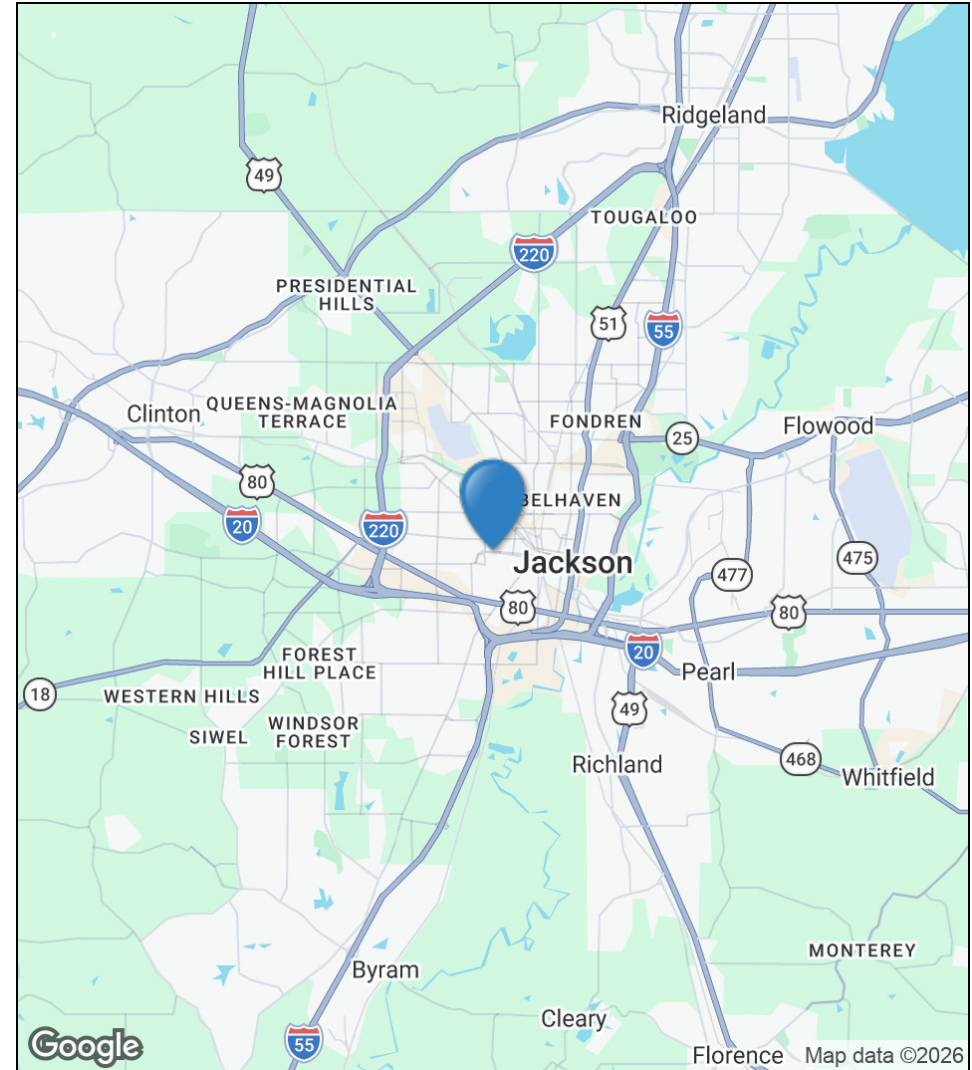 Ridgeland
49
TOUGALOO
220
PRESIDENTIAL
HILLS
51
55
Clinton
QUEENS-MAGNOLIA
TERRACE
FONDREN
25
Flowood
80
BELHAVEN
20
220
Jackson
475
477
80
80
20
FOREST
HILL PLACE
Pearl
18
WESTERN HILLS
49
WINDSOR
FOREST
SIWEL
Richland
468
Whitfield
MONTEREY
Byram
Cleary
55
Google
Florence
Map data ©2026